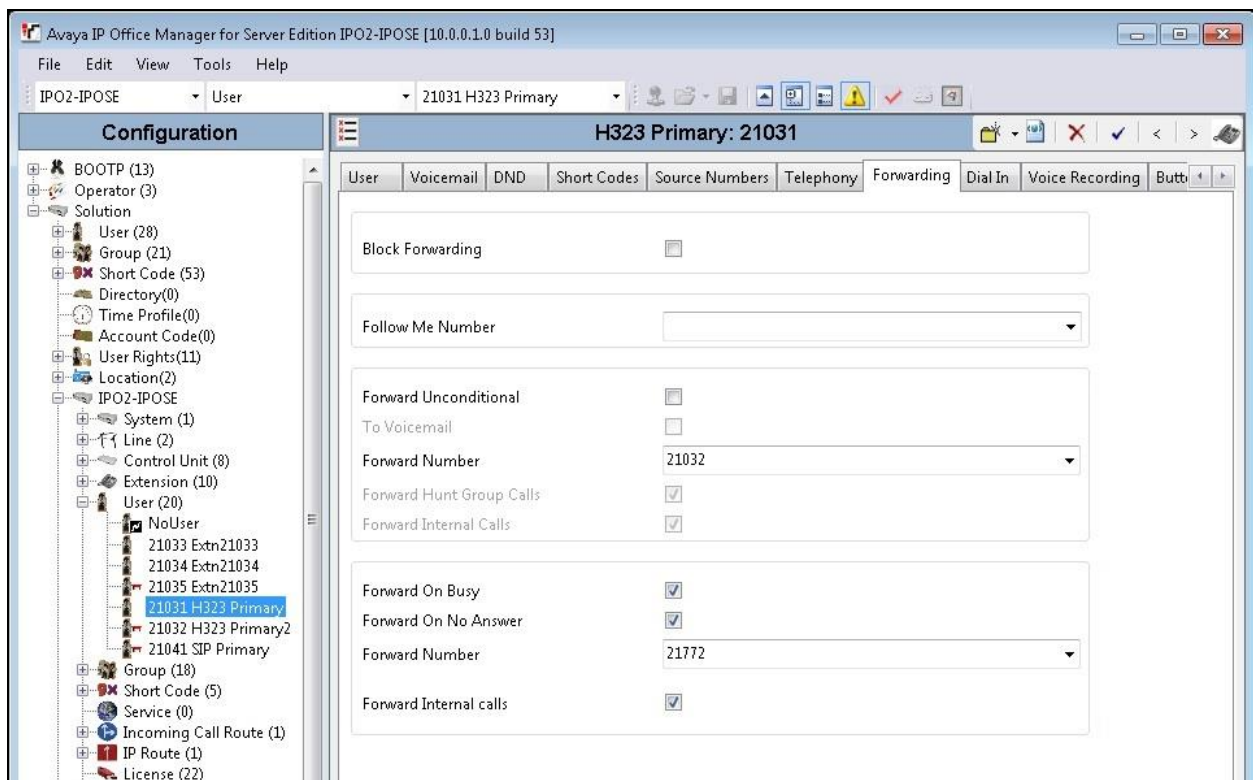 Avaya IP Office Manager for Server Edition IPO2-IPOSE [10.0.0.1.0 build 53]
File Edit View Tools Help
IPO2-IPOSE User 21031 H323 Primary
Configuration
H323 Primary: 21031
BOOTP (13)
Operator (3)
Solution
User (28)
Group (21)
Short Code (53)
Directory(0)
Time Profile(0)
Account Code(0)
User Rights(11)
Location(2)
IPO2-IPOSE
System (1)
Line (2)
Control Unit (8)
Extension (10)
User (20)
NoUser
21033 Extn21033
21034 Extn21034
21035 Extn21035
21031 H323 Primary
21032 H323 Primary2
21041 SIP Primary
Group (18)
Short Code (5)
Service (0)
Incoming Call Route (1)
IP Route (1)
License (22)
User Voicemail DND Short Codes Source Numbers Telephony Forwarding Dial In Voice Recording Butt
Block Forwarding
Follow Me Number
Forward Unconditional
To Voicemail
Forward Number 21032
Forward Hunt Group Calls
Forward Internal Calls
Forward On Busy
Forward On No Answer
Forward Number 21772
Forward Internal calls